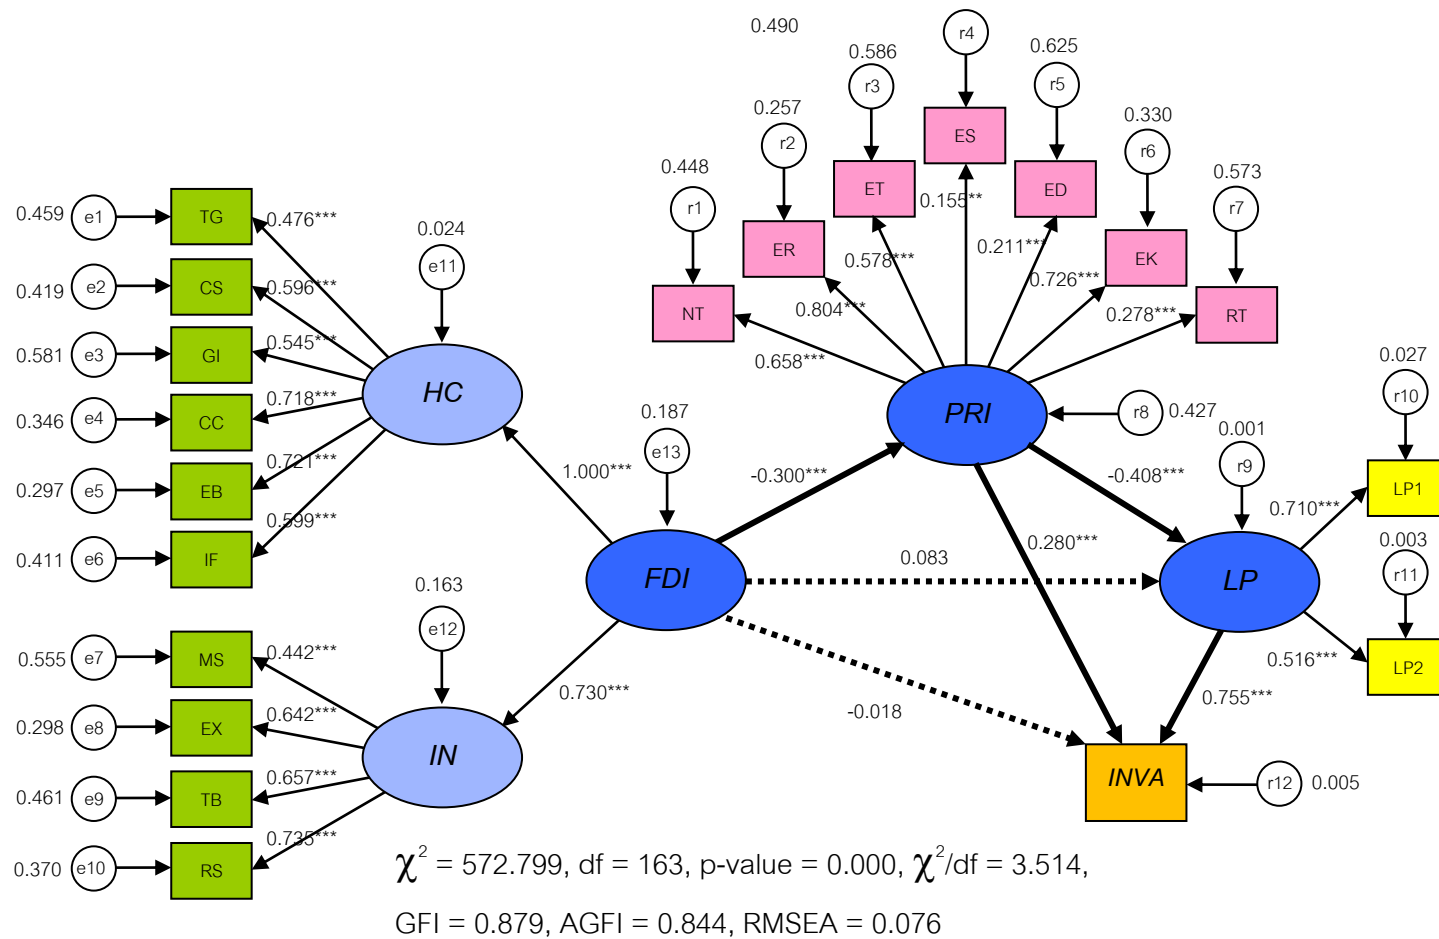 0.490
r4
0.586
0.625
r3
r5
0.257
ES
0.330
r2
r6
0.448
ET
0.155**
ED
0.573
r1
r7
0.459
e1
TG
0.476***
0.024
ER
0.578***
0.211***
EK
e11
0.726***
0.419
e2
CS
0.596***
NT
0.804***
0.278***
RT
0.581
e3
GI
0.545***
0.658***
0.027
HC
r10
0.346
e4
CC
0.718***
0.187
PRI
r8
0.427
0.001
e13
r9
0.721***
1.000***
-0.300***
-0.408***
LP1
0.297
e5
EB
0.710***
0.599***
0.280***
0.003
0.411
e6
IF
0.083
r11
FDI
LP
0.163
e12
0.555
e7
MS
0.442***
0.516***
LP2
0.730***
0.755***
0.298
e8
EX
0.642***
-0.018
IN
0.657***
INVA
r12
0.005
0.461
e9
TB
0.735***
0.370
e10
RS
χ² = 572.799, df = 163, p-value = 0.000, χ²/df = 3.514,
GFI = 0.879, AGFI = 0.844, RMSEA = 0.076